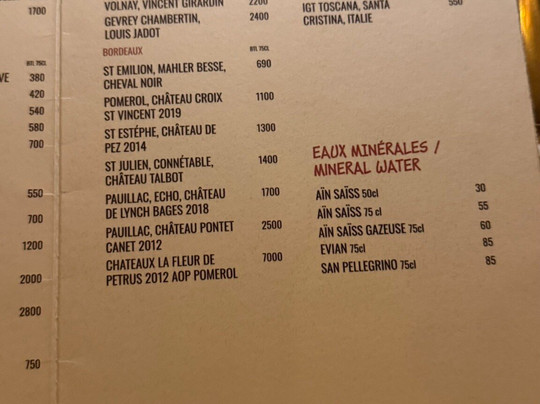 1700
BTL 75CL
VE 380
420
540
580
700
550
700
1200
2000
2800
750
VOLNAY, VINCENT GIRARDIN 2200
GEVREY CHAMBERTIN, 2400
LOUIS JADOT
BORDEAUX BTL 75CL
ST EMILION, MAHLER BESSE, 690
CHEVAL NOIR
POMEROL, CHÂTEAU CROIX 1100
ST VINCENT 2019
ST ESTÉPHE, CHÂTEAU DE 1300
PEZ 2014
ST JULIEN, CONNÉTABLE, 1400
CHÂTEAU TALBOT
PAUILLAC, ECHO, CHÂTEAU 1700
DE LYNCH BAGES 2018
PAUILLAC, CHÂTEAU PONTET 2500
CANET 2012
CHATEAUX LA FLEUR DE 7000
PETRUS 2012 AOP POMEROL
IGT TOSCANA, SANTA 550
CRISTINA, ITALIE
EAUX MINÉRALES /
MINERAL WATER
AÏN SAÏSS 50cl 30
AÏN SAÏSS 75 cl 55
AÏN SAÏSS GAZEUSE 75cl 60
EVIAN 75cl 85
SAN PELLEGRINO 75cl 85